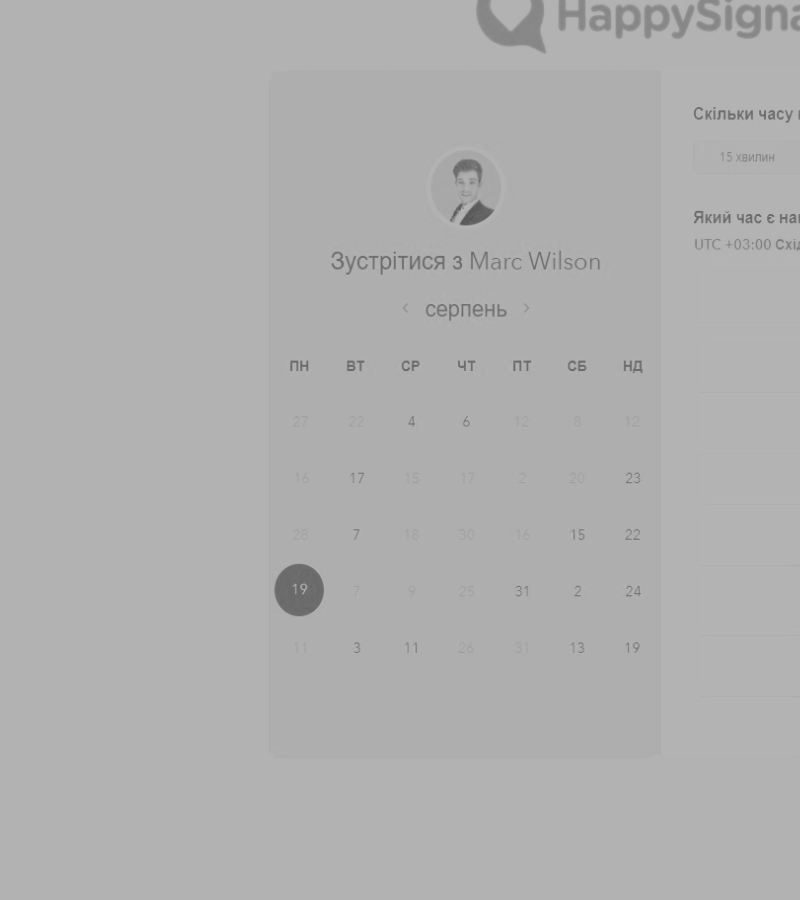 HappySigna
Зустрітися з Marc Wilson
‹ серпень ›
ПН ВТ СР ЧТ ПТ СБ НД
27 22 4 6 12 8 12
16 17 15 17 2 20 23
28 7 18 30 16 15 22
19 7 9 25 31 2 24
11 3 11 26 31 13 19
Скільки часу
15 хвилин
Який час є на
UTC +03:00 Схід